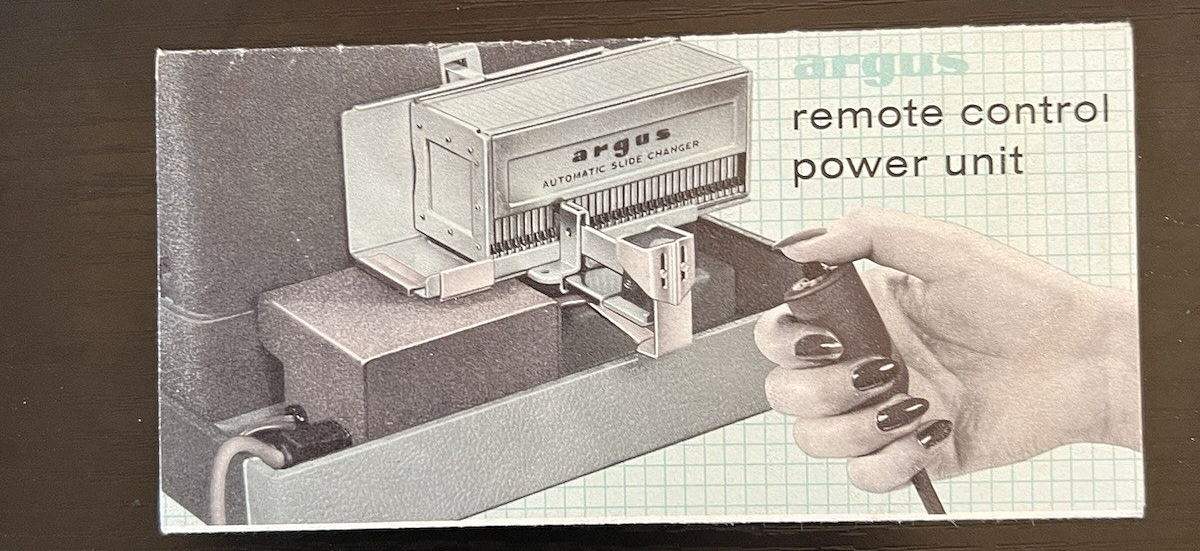 argus
remote control
power unit
argus
AUTOMATIC SLIDE CHANGER